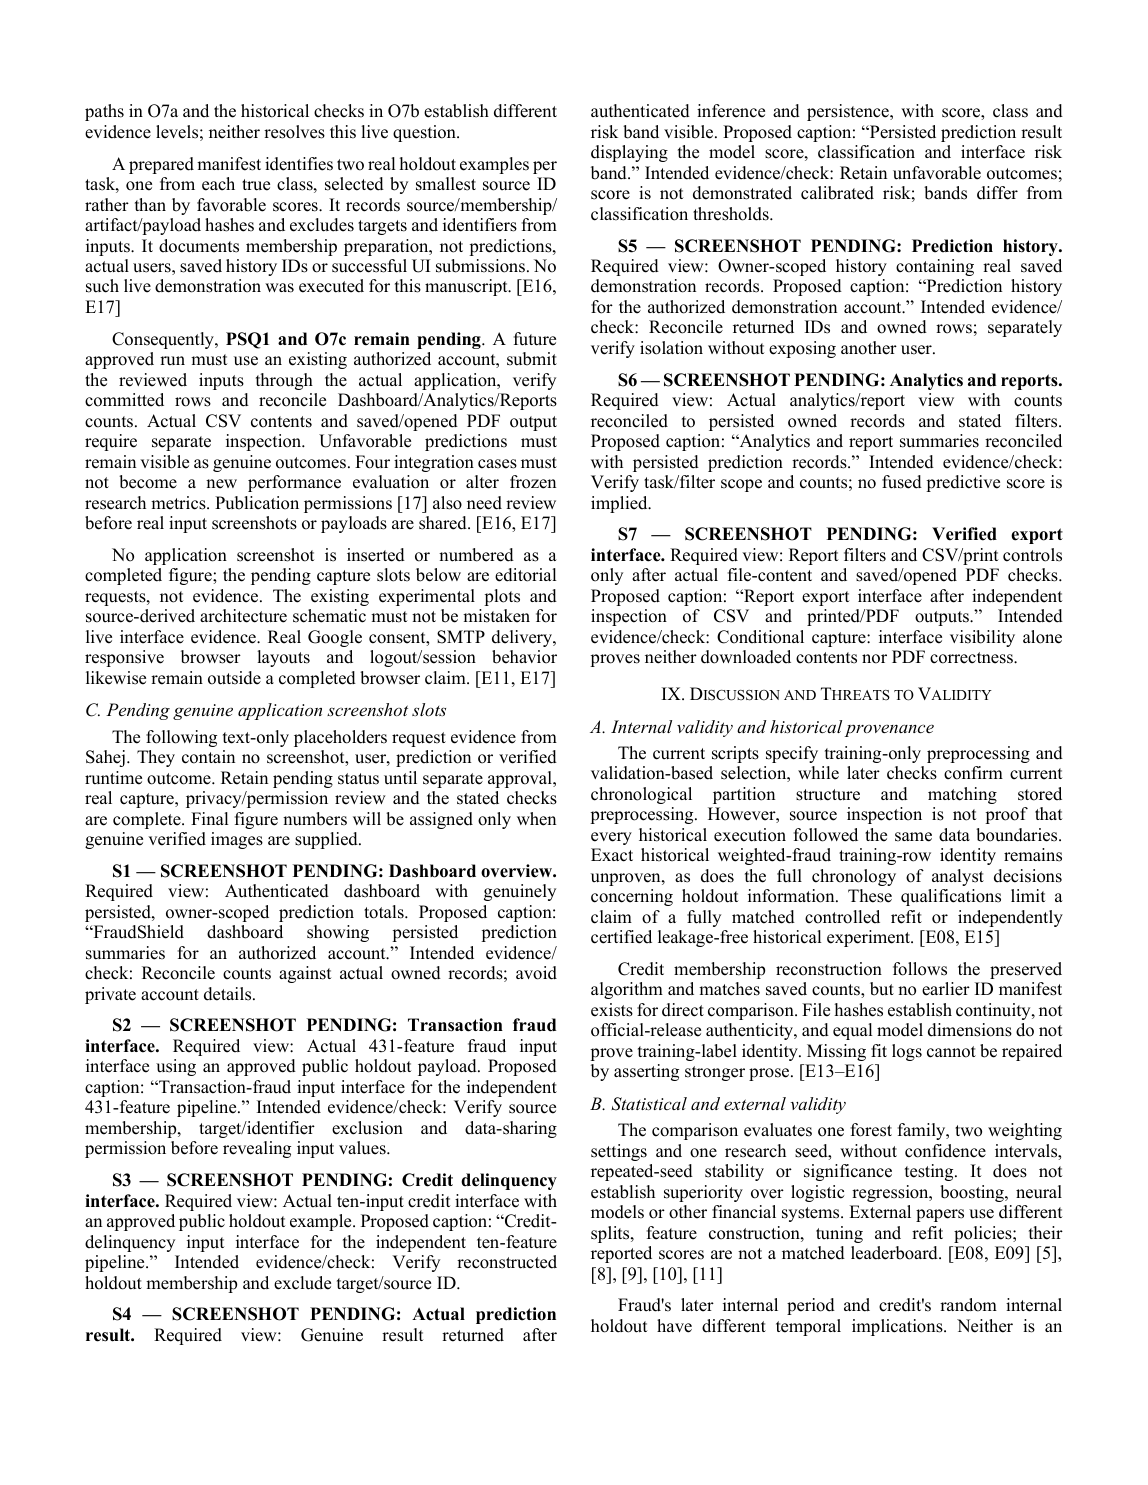 paths in O7a and the historical checks in O7b establish different
evidence levels; neither resolves this live question.
A prepared manifest identifies two real holdout examples per
task, one from each true class, selected by smallest source ID
rather than by favorable scores. It records source/membership/
artifact/payload hashes and excludes targets and identifiers from
inputs. It documents membership preparation, not predictions,
actual users, saved history IDs or successful UI submissions. No
such live demonstration was executed for this manuscript. [E16,
E17]
Consequently, PSQ1 and O7c remain pending. A future
approved run must use an existing authorized account, submit
the reviewed inputs through the actual application, verify
committed rows and reconcile Dashboard/Analytics/Reports
counts. Actual CSV contents and saved/opened PDF output
require separate inspection. Unfavorable predictions must
remain visible as genuine outcomes. Four integration cases must
not become a new performance evaluation or alter frozen
research metrics. Publication permissions [17] also need review
before real input screenshots or payloads are shared. [E16, E17]
No application screenshot is inserted or numbered as a
completed figure; the pending capture slots below are editorial
requests, not evidence. The existing experimental plots and
source-derived architecture schematic must not be mistaken for
live interface evidence. Real Google consent, SMTP delivery,
responsive browser layouts and logout/session behavior
likewise remain outside a completed browser claim. [E11, E17]
C. Pending genuine application screenshot slots
The following text-only placeholders request evidence from
Sahej. They contain no screenshot, user, prediction or verified
runtime outcome. Retain pending status until separate approval,
real capture, privacy/permission review and the stated checks
are complete. Final figure numbers will be assigned only when
genuine verified images are supplied.
S1 — SCREENSHOT PENDING: Dashboard overview.
Required view: Authenticated dashboard with genuinely
persisted, owner-scoped prediction totals. Proposed caption:
“FraudShield dashboard showing persisted prediction
summaries for an authorized account.” Intended evidence/
check: Reconcile counts against actual owned records; avoid
private account details.
S2 — SCREENSHOT PENDING: Transaction fraud
interface. Required view: Actual 431-feature fraud input
interface using an approved public holdout payload. Proposed
caption: “Transaction-fraud input interface for the independent
431-feature pipeline.” Intended evidence/check: Verify source
membership, target/identifier exclusion and data-sharing
permission before revealing input values.
S3 — SCREENSHOT PENDING: Credit delinquency
interface. Required view: Actual ten-input credit interface with
an approved public holdout example. Proposed caption: “Credit-
delinquency input interface for the independent ten-feature
pipeline.” Intended evidence/check: Verify reconstructed
holdout membership and exclude target/source ID.
S4 — SCREENSHOT PENDING: Actual prediction
result. Required view: Genuine result returned after
authenticated inference and persistence, with score, class and
risk band visible. Proposed caption: “Persisted prediction result
displaying the model score, classification and interface risk
band.” Intended evidence/check: Retain unfavorable outcomes;
score is not demonstrated calibrated risk; bands differ from
classification thresholds.
S5 — SCREENSHOT PENDING: Prediction history.
Required view: Owner-scoped history containing real saved
demonstration records. Proposed caption: “Prediction history
for the authorized demonstration account.” Intended evidence/
check: Reconcile returned IDs and owned rows; separately
verify isolation without exposing another user.
S6 — SCREENSHOT PENDING: Analytics and reports.
Required view: Actual analytics/report view with counts
reconciled to persisted owned records and stated filters.
Proposed caption: “Analytics and report summaries reconciled
with persisted prediction records.” Intended evidence/check:
Verify task/filter scope and counts; no fused predictive score is
implied.
S7 — SCREENSHOT PENDING: Verified export
interface. Required view: Report filters and CSV/print controls
only after actual file-content and saved/opened PDF checks.
Proposed caption: “Report export interface after independent
inspection of CSV and printed/PDF outputs.” Intended
evidence/check: Conditional capture: interface visibility alone
proves neither downloaded contents nor PDF correctness.
IX. DISCUSSION AND THREATS TO VALIDITY
A. Internal validity and historical provenance
The current scripts specify training-only preprocessing and
validation-based selection, while later checks confirm current
chronological partition structure and matching stored
preprocessing. However, source inspection is not proof that
every historical execution followed the same data boundaries.
Exact historical weighted-fraud training-row identity remains
unproven, as does the full chronology of analyst decisions
concerning holdout information. These qualifications limit a
claim of a fully matched controlled refit or independently
certified leakage-free historical experiment. [E08, E15]
Credit membership reconstruction follows the preserved
algorithm and matches saved counts, but no earlier ID manifest
exists for direct comparison. File hashes establish continuity, not
official-release authenticity, and equal model dimensions do not
prove training-label identity. Missing fit logs cannot be repaired
by asserting stronger prose. [E13–E16]
B. Statistical and external validity
The comparison evaluates one forest family, two weighting
settings and one research seed, without confidence intervals,
repeated-seed stability or significance testing. It does not
establish superiority over logistic regression, boosting, neural
models or other financial systems. External papers use different
splits, feature construction, tuning and refit policies; their
reported scores are not a matched leaderboard. [E08, E09] [5],
[8], [9], [10], [11]
Fraud's later internal period and credit's random internal
holdout have different temporal implications. Neither is an